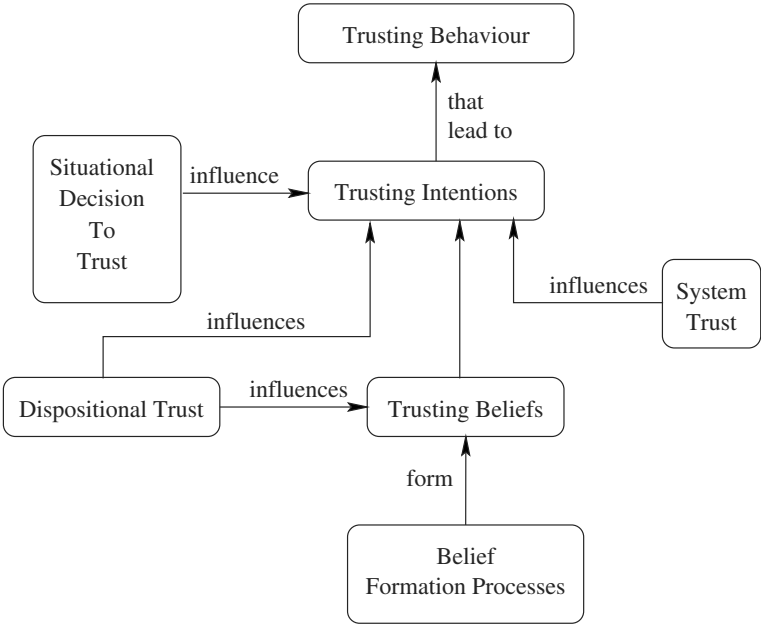 Trusting Behaviour
that
lead to
Situational
Decision
To
Trust
influence
Trusting Intentions
influences
System
Trust
influences
Dispositional Trust
influences
Trusting Beliefs
form
Belief
Formation Processes